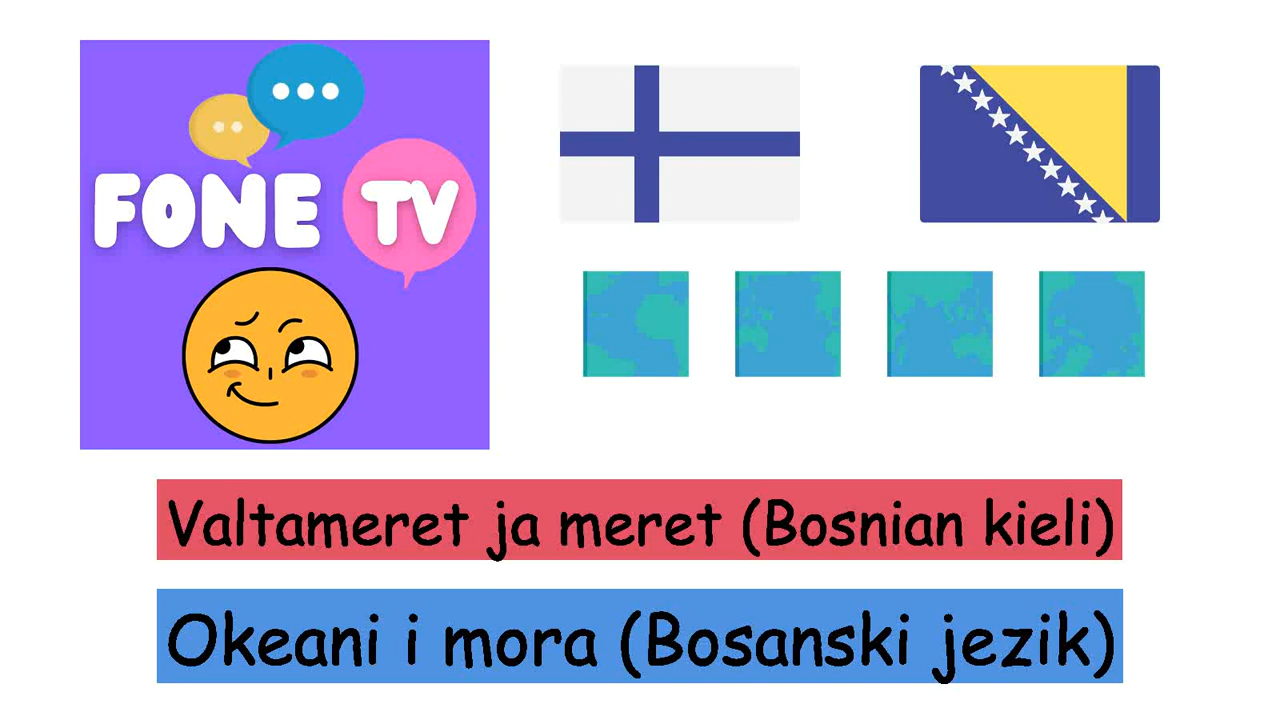 FONE TV
Valtameret ja meret (Bosnian kieli)
Okeani i mora (Bosanski jezik)